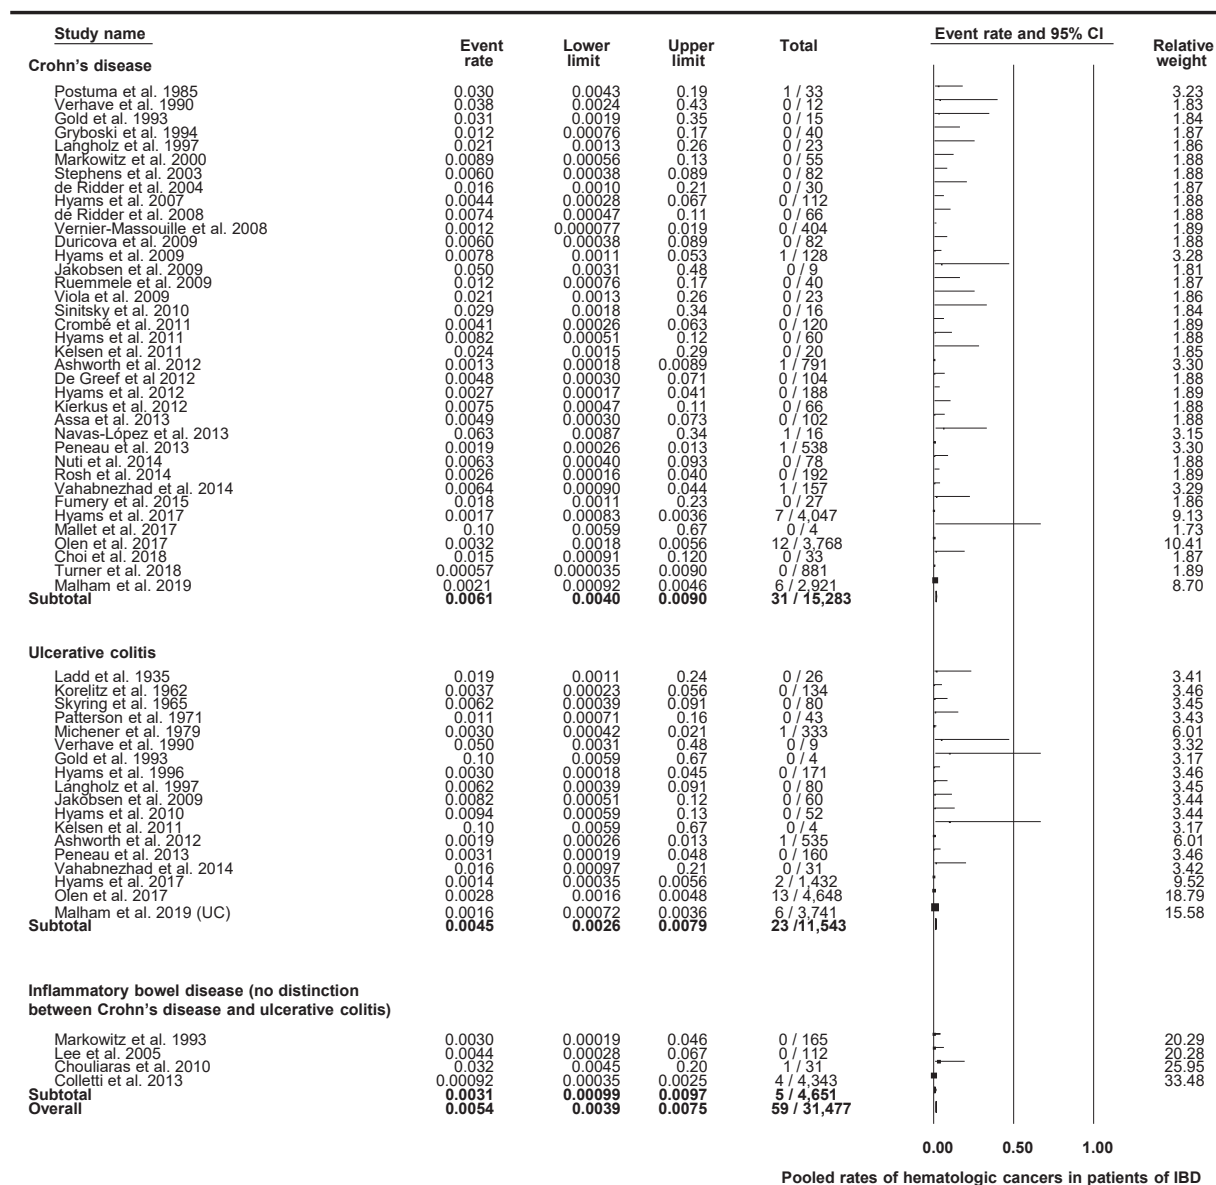 Study name Event rate Lower limit Upper limit Total Event rate and 95% CI Relative weight
Crohn's disease
Postuma et al. 1985 0.030 0.0043 0.19 1 / 33 3.23
Verhave et al. 1990 0.038 0.0024 0.43 0 / 12 1.83
Gold et al. 1993 0.031 0.0019 0.35 0 / 15 1.84
Gryboski et al. 1994 0.012 0.00076 0.17 0 / 40 1.87
Langholz et al. 1997 0.021 0.0013 0.26 0 / 23 1.86
Markowitz et al. 2000 0.0089 0.00056 0.13 0 / 55 1.88
Stephens et al. 2003 0.0060 0.00038 0.089 0 / 82 1.88
de Ridder et al. 2004 0.016 0.0010 0.21 0 / 30 1.87
Hyams et al. 2007 0.0044 0.00028 0.067 0 / 112 1.88
de Ridder et al. 2008 0.0074 0.00047 0.11 0 / 66 1.88
Vernier-Massouille et al. 2008 0.0012 0.000077 0.019 0 / 404 1.89
Duricova et al. 2009 0.0060 0.00038 0.089 0 / 82 1.88
Hyams et al. 2009 0.0078 0.0011 0.053 1 / 128 3.28
Jakobsen et al. 2009 0.050 0.0031 0.48 0 / 9 1.81
Ruemmele et al. 2009 0.012 0.00076 0.17 0 / 40 1.87
Viola et al. 2009 0.021 0.0013 0.26 0 / 23 1.86
Sinitsky et al. 2010 0.029 0.0018 0.34 0 / 16 1.84
Crombé et al. 2011 0.0041 0.00026 0.063 0 / 120 1.89
Hyams et al. 2011 0.0082 0.00051 0.12 0 / 60 1.88
Kelsen et al. 2011 0.024 0.0015 0.29 0 / 20 1.85
Ashworth et al. 2012 0.0013 0.00018 0.0089 1 / 791 3.30
De Greef et al 2012 0.0048 0.00030 0.071 0 / 104 1.88
Hyams et al. 2012 0.0027 0.00017 0.041 0 / 188 1.89
Kierkus et al. 2012 0.0075 0.00047 0.11 0 / 66 1.88
Assa et al. 2013 0.0049 0.00030 0.073 0 / 102 1.88
Navas-López et al. 2013 0.063 0.0087 0.34 1 / 16 3.15
Peneau et al. 2013 0.0019 0.00026 0.013 1 / 538 3.30
Nuti et al. 2014 0.0063 0.00040 0.093 0 / 78 1.88
Rosh et al. 2014 0.0026 0.00016 0.040 0 / 192 1.89
Vahabnezhad et al. 2014 0.0064 0.00090 0.044 1 / 157 3.29
Fumery et al. 2015 0.018 0.0011 0.23 0 / 27 1.86
Hyams et al. 2017 0.0017 0.00083 0.0036 7 / 4,047 9.13
Mallet et al. 2017 0.10 0.0059 0.67 0 / 4 1.73
Olen et al. 2017 0.0032 0.0018 0.0056 12 / 3,768 10.41
Choi et al. 2018 0.015 0.00091 0.120 0 / 33 1.87
Turner et al. 2018 0.00057 0.000035 0.0090 0 / 881 1.89
Malham et al. 2019 0.0021 0.00092 0.0046 6 / 2,921 8.70
Subtotal 0.0061 0.0040 0.0090 31 / 15,283
Ulcerative colitis
Ladd et al. 1935 0.019 0.0011 0.24 0 / 26 3.41
Korelitz et al. 1962 0.0037 0.00023 0.056 0 / 134 3.46
Skyring et al. 1965 0.0062 0.00039 0.091 0 / 80 3.45
Patterson et al. 1971 0.011 0.00071 0.16 0 / 43 3.43
Michener et al. 1979 0.0030 0.00042 0.021 1 / 333 6.01
Verhave et al. 1990 0.050 0.0031 0.48 0 / 9 3.32
Gold et al. 1993 0.10 0.0059 0.67 0 / 4 3.17
Hyams et al. 1996 0.0030 0.00018 0.045 0 / 171 3.46
Langholz et al. 1997 0.0062 0.00039 0.091 0 / 80 3.45
Jakobsen et al. 2009 0.0082 0.00051 0.12 0 / 60 3.44
Hyams et al. 2010 0.0094 0.00059 0.13 0 / 52 3.44
Kelsen et al. 2011 0.10 0.0059 0.67 0 / 4 3.17
Ashworth et al. 2012 0.0019 0.00026 0.013 1 / 535 6.01
Peneau et al. 2013 0.0031 0.00019 0.048 0 / 160 3.46
Vahabnezhad et al. 2014 0.016 0.00097 0.21 0 / 31 3.42
Hyams et al. 2017 0.0014 0.00035 0.0056 2 / 1,432 9.52
Olen et al. 2017 0.0028 0.0016 0.0048 13 / 4,648 18.79
Malham et al. 2019 (UC) 0.0016 0.00072 0.0036 6 / 3,741 15.58
Subtotal 0.0045 0.0026 0.0079 23 /11,543
Inflammatory bowel disease (no distinction
between Crohn's disease and ulcerative colitis)
Markowitz et al. 1993 0.0030 0.00019 0.046 0 / 165 20.29
Lee et al. 2005 0.0044 0.00028 0.067 0 / 112 20.28
Chouliaras et al. 2010 0.032 0.0045 0.20 1 / 31 25.95
Colletti et al. 2013 0.00092 0.00035 0.0025 4 / 4,343 33.48
Subtotal 0.0031 0.00099 0.0097 5 / 4,651
Overall 0.0054 0.0039 0.0075 59 / 31,477
0.00 0.50 1.00
Pooled rates of hematologic cancers in patients of IBD